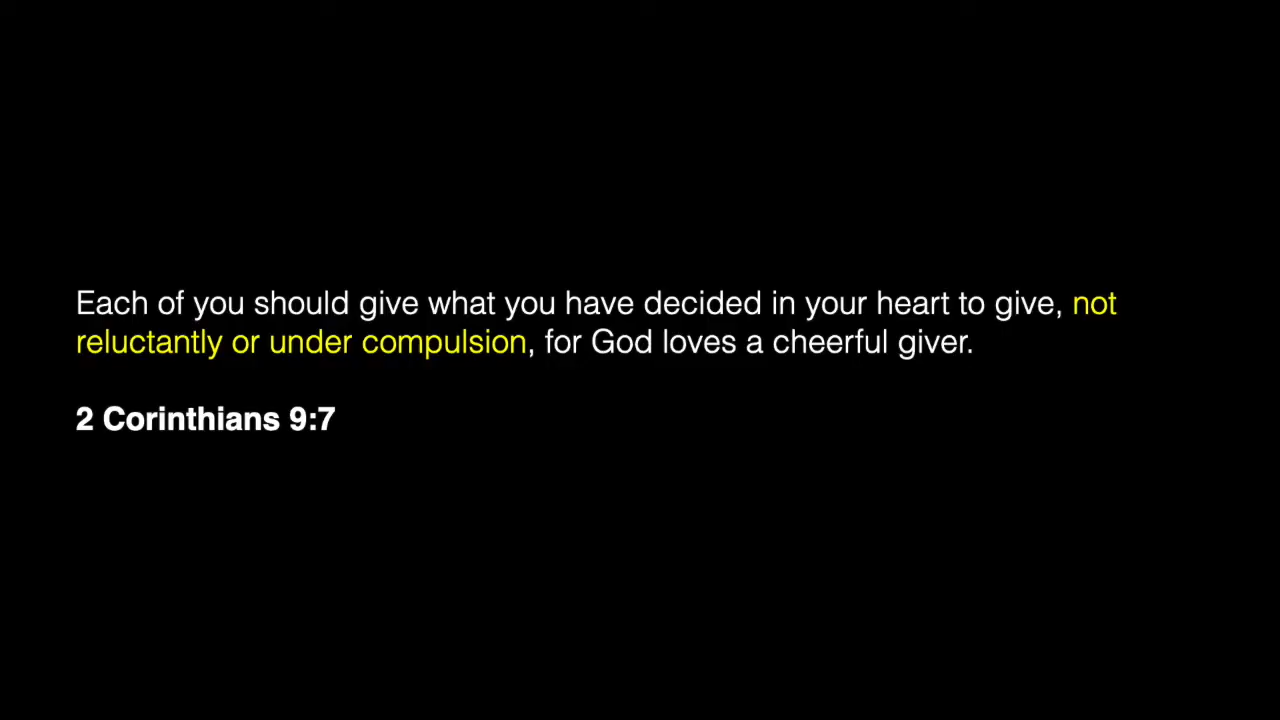 Each of you should give what you have decided in your heart to give, not
reluctantly or under compulsion, for God loves a cheerful giver.
2 Corinthians 9:7